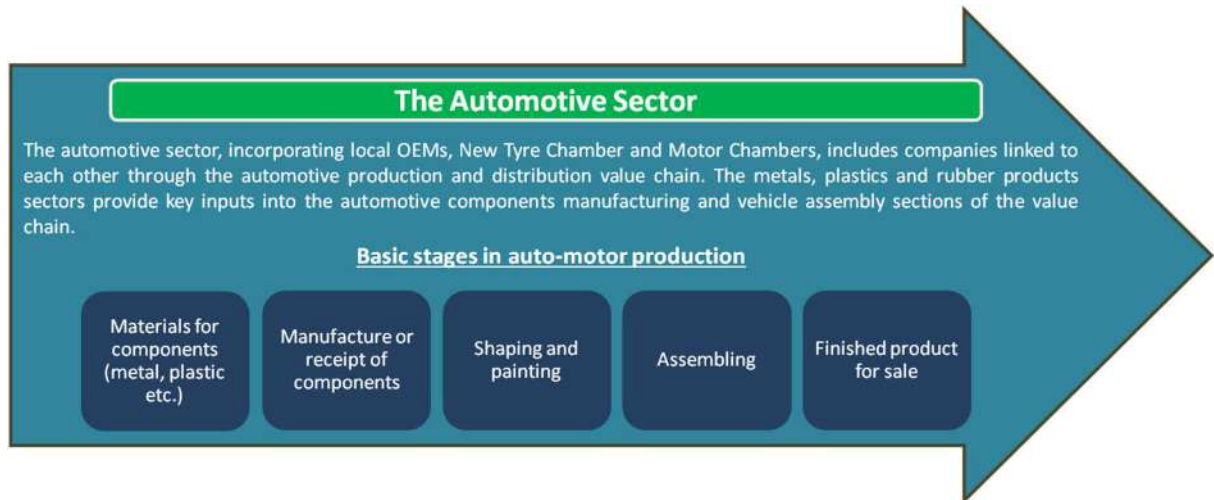 The Automotive Sector
The automotive sector, incorporating local OEMs, New Tyre Chamber and Motor Chambers, includes companies linked to
each other through the automotive production and distribution value chain. The metals, plastics and rubber products
sectors provide key inputs into the automotive components manufacturing and vehicle assembly sections of the value
chain.
Basic stages in auto-motor production
Materials for
components
(metal, plastic
etc.)
Manufacture or
receipt of
components
Shaping and
painting
Assembling
Finished product
for sale